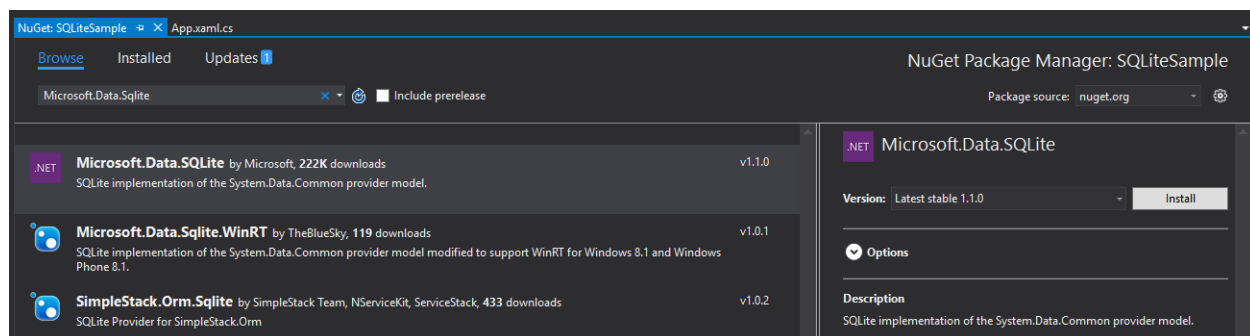 NuGet: SQLiteSample App.xaml.cs
Browse Installed Updates 1
NuGet Package Manager: SQLiteSample
Microsoft.Data.Sqlite Include prerelease
Package source: nuget.org
.NET Microsoft.Data.SQLite by Microsoft, 222K downloads v1.1.0
SQLite implementation of the System.Data.Common provider model.
Microsoft.Data.Sqlite.WinRT by TheBlueSky, 119 downloads v1.0.1
SQLite implementation of the System.Data.Common provider model modified to support WinRT for Windows 8.1 and Windows
Phone 8.1.
SimpleStack.Orm.Sqlite by SimpleStack Team, NServiceKit, ServiceStack, 433 downloads v1.0.2
SQLite Provider for SimpleStack.Orm
.NET Microsoft.Data.SQLite
Version: Latest stable 1.1.0 Install
Options
Description
SQLite implementation of the System.Data.Common provider model.